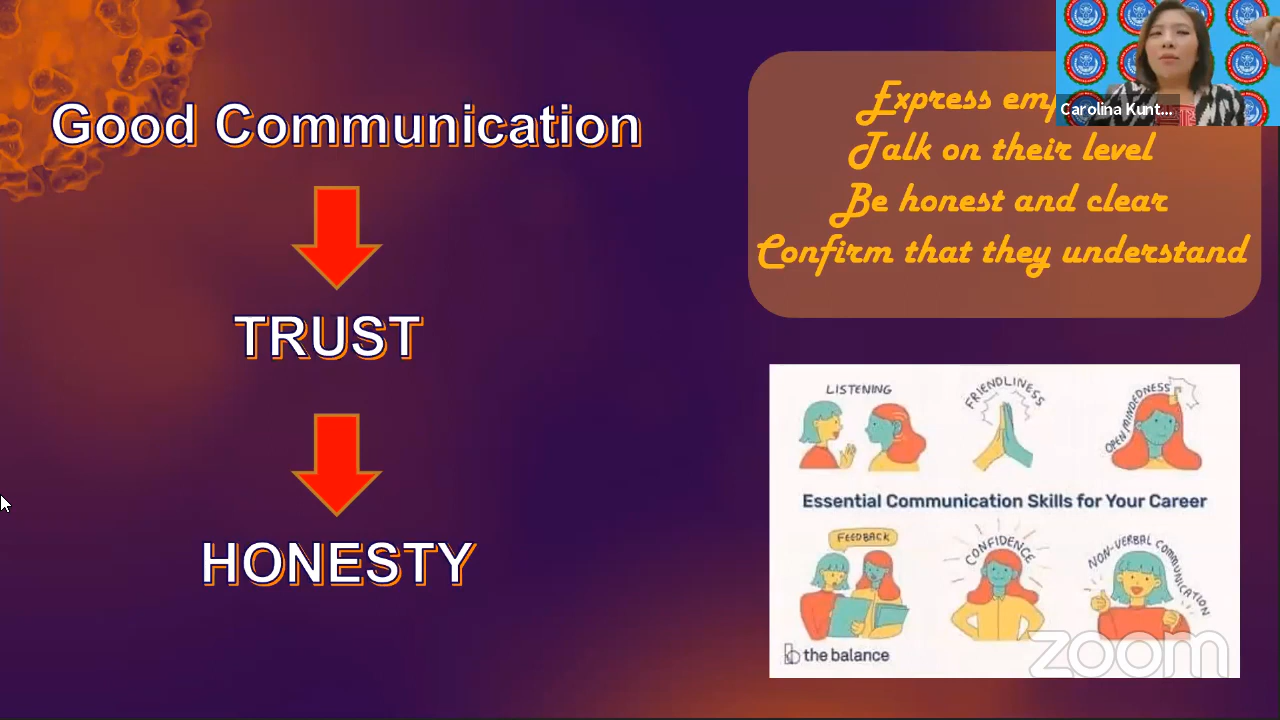 Good Communication
TRUST
HONESTY
Express
Talk on their level
Be honest and clear
Confirm that they understand
Carolina Kunt...
LISTENING
FRIENDLINESS
OPEN MINDEDNESS
Essential Communication Skills for Your Career
FEEDBACK
CONFIDENCE
NON-VERBAL COMMUNICATION
the balance
zoom